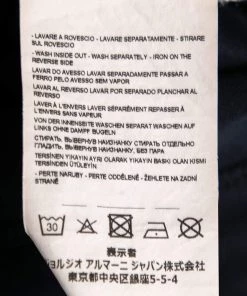 - LAVARE A ROVESCIO - LAVARE SEPARATAMENTE - STIRARE
SUL ROVESCIO
- WASH INSIDE OUT - WASH SEPARATELY - IRON ON THE
REVERSE SIDE
LAVAR DO AVESSO LAVAR SEPARADAMENTE PASSAR A
FERRO PELO AVESSO SEM VAPOR
LAVAR AL REVES LAVAR POR SEPARADO PLANCHAR AL
REVERSO
LAVER À L'ENVERS LAVER SÉPARÉMENT REPASSER À
L'ENVERS SANS VAPEUR
VON DER INNENSEITE WASCHEN SEPARAT WASCHEN AUF
LINKS OHNE DAMPF BUGELN
СТИРАТЬ, ВЫВЕРНУВ НАИЗНАНКУ СТИРАТЬ ОТДЕЛЬНО
ГЛАДИТЬ, ВЫВЕРНУВ НАИЗНАНКУ, БЕЗ ПАРА
TERSİNDEN YIKAYIN AYRI OLARAK YIKAYIN BASKI OLAN KISMI
TERSİNDEN ÜTÜLEYİN
- PERTE NARUBY - PERTE ODDĚLENĚ - ŽEHLETE NA ZADNÍ
STRANĚ
30
表示者
ジョルジオ アルマーニ ジャパン株式会社
東京都中央区銀座5-5-4